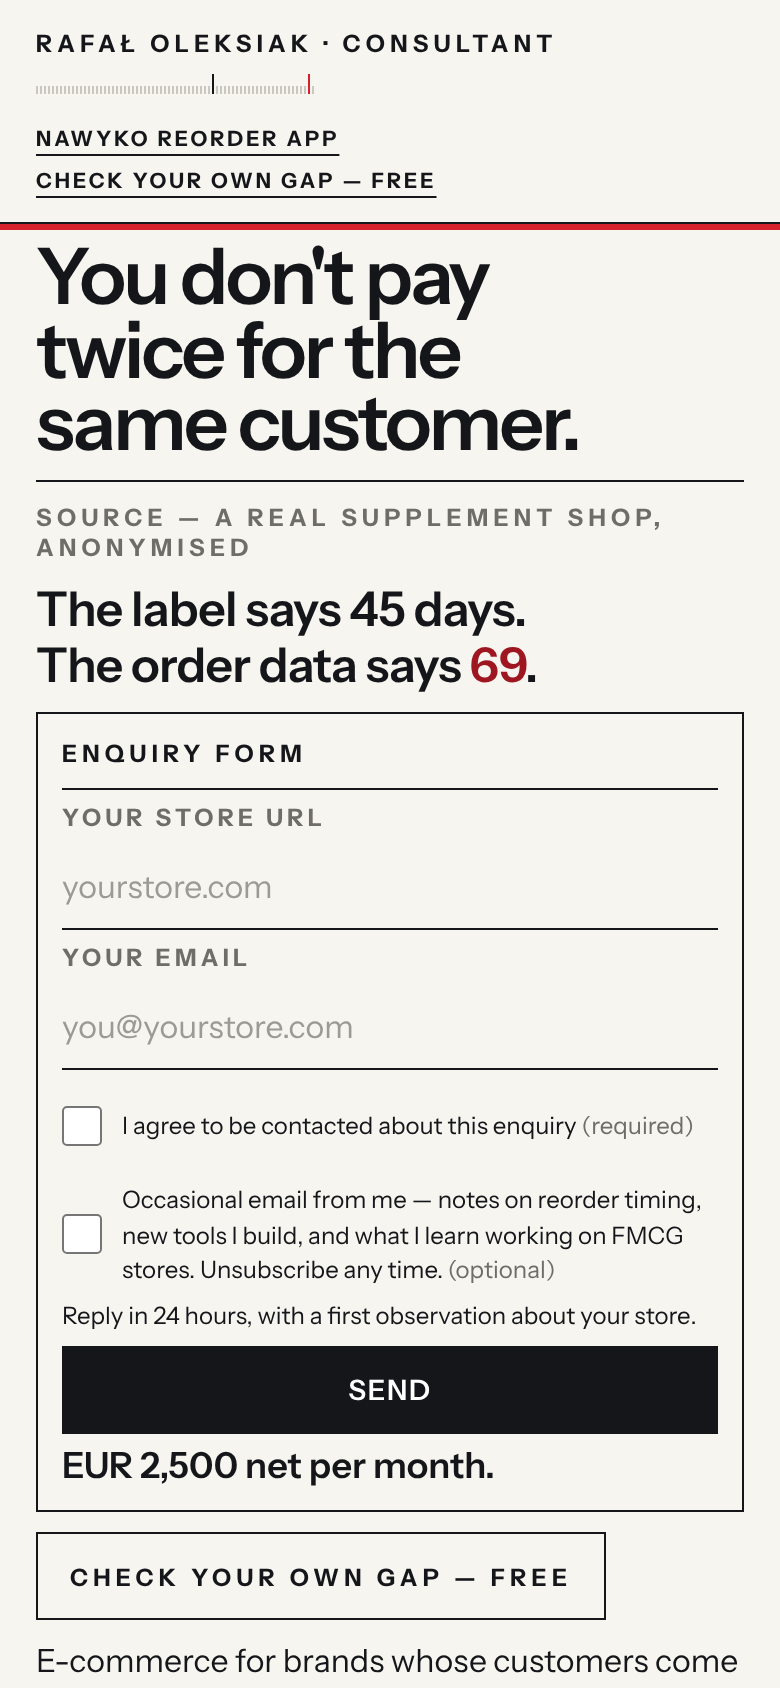 RAFAŁ OLEKSIAK · CONSULTANT
NAWYKO REORDER APP
CHECK YOUR OWN GAP — FREE
You don't pay
twice for the
same customer.
SOURCE — A REAL SUPPLEMENT SHOP,
ANONYMISED
The label says 45 days.
The order data says 69.
ENQUIRY FORM
YOUR STORE URL
yourstore.com
YOUR EMAIL
you@yourstore.com
I agree to be contacted about this enquiry (required)
Occasional email from me — notes on reorder timing,
new tools I build, and what I learn working on FMCG
stores. Unsubscribe any time. (optional)
Reply in 24 hours, with a first observation about your store.
SEND
EUR 2,500 net per month.
CHECK YOUR OWN GAP — FREE
E-commerce for brands whose customers come